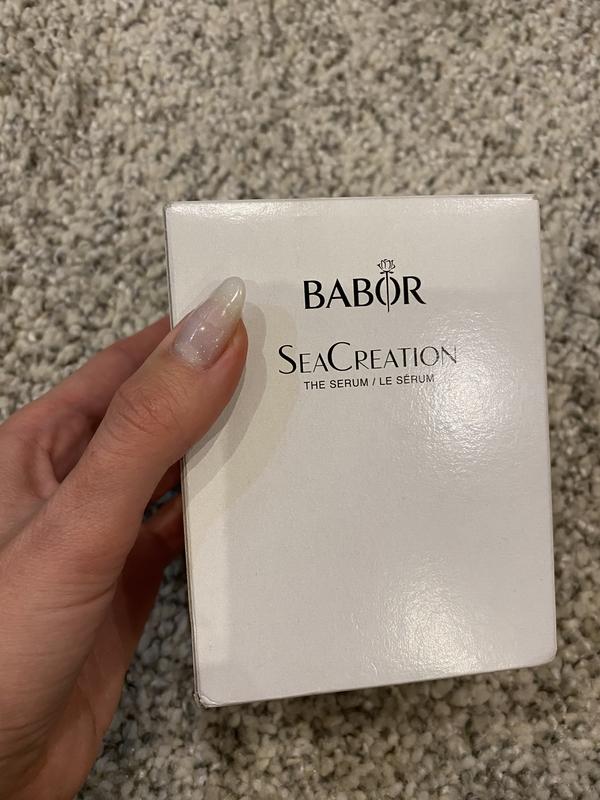 BABOR
SEACREATION
THE SERUM / LE SÉRUM